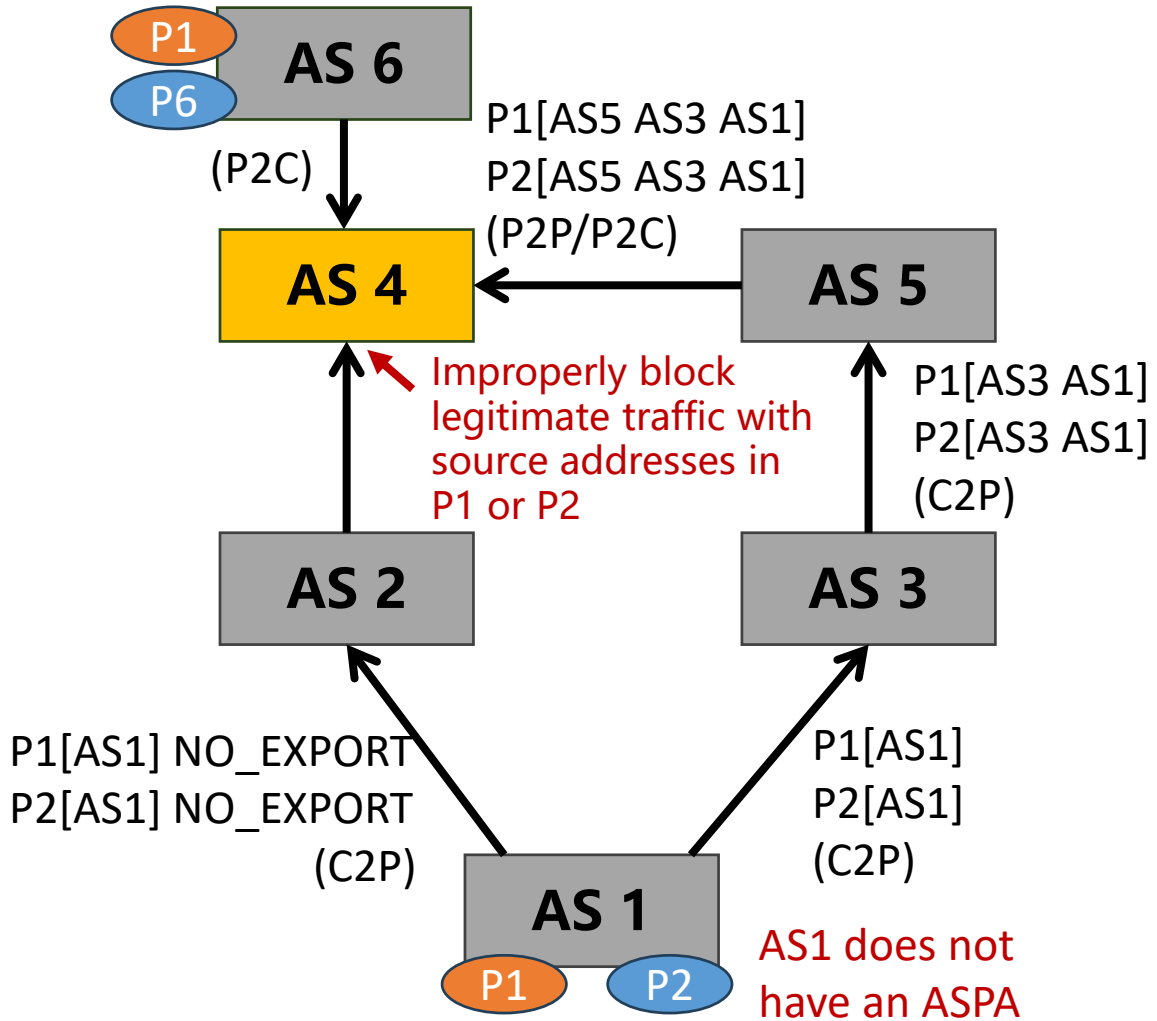 P1
AS 6
P6
P1[AS5 AS3 AS1]
P2[AS5 AS3 AS1]
(P2P/P2C)
(P2C)
AS 4
AS 5
Improperly block
legitimate traffic with
source addresses in
P1 or P2
P1[AS3 AS1]
P2[AS3 AS1]
(C2P)
AS 2
AS 3
P1[AS1] NO_EXPORT
P2[AS1] NO_EXPORT
(C2P)
P1[AS1]
P2[AS1]
(C2P)
AS 1
P1
P2
AS1 does not
have an ASPA